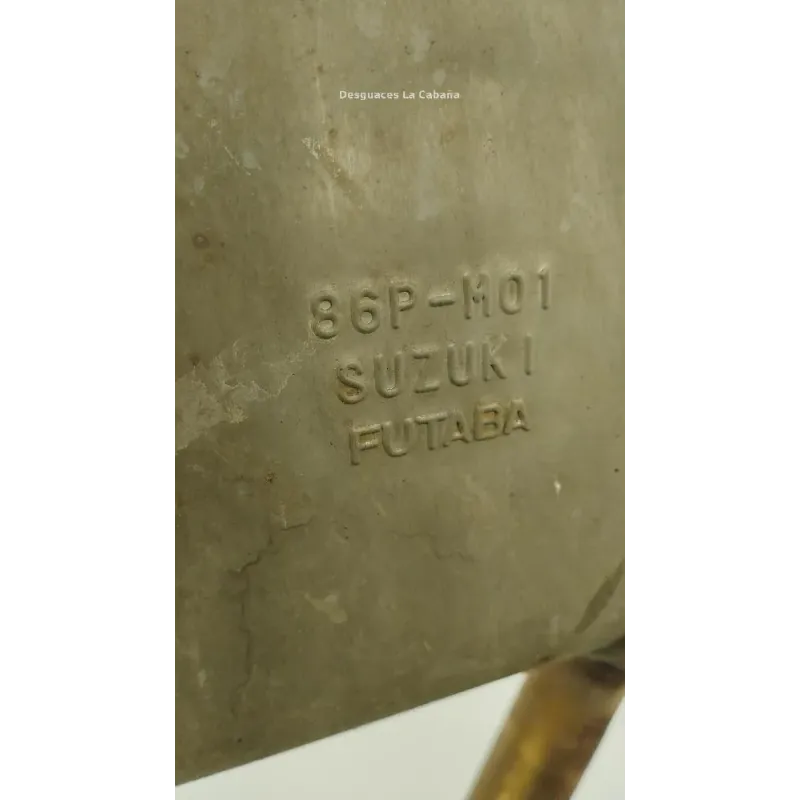 Desguaces La Cabaña
86P-M01
SUZUKI
FUTABA